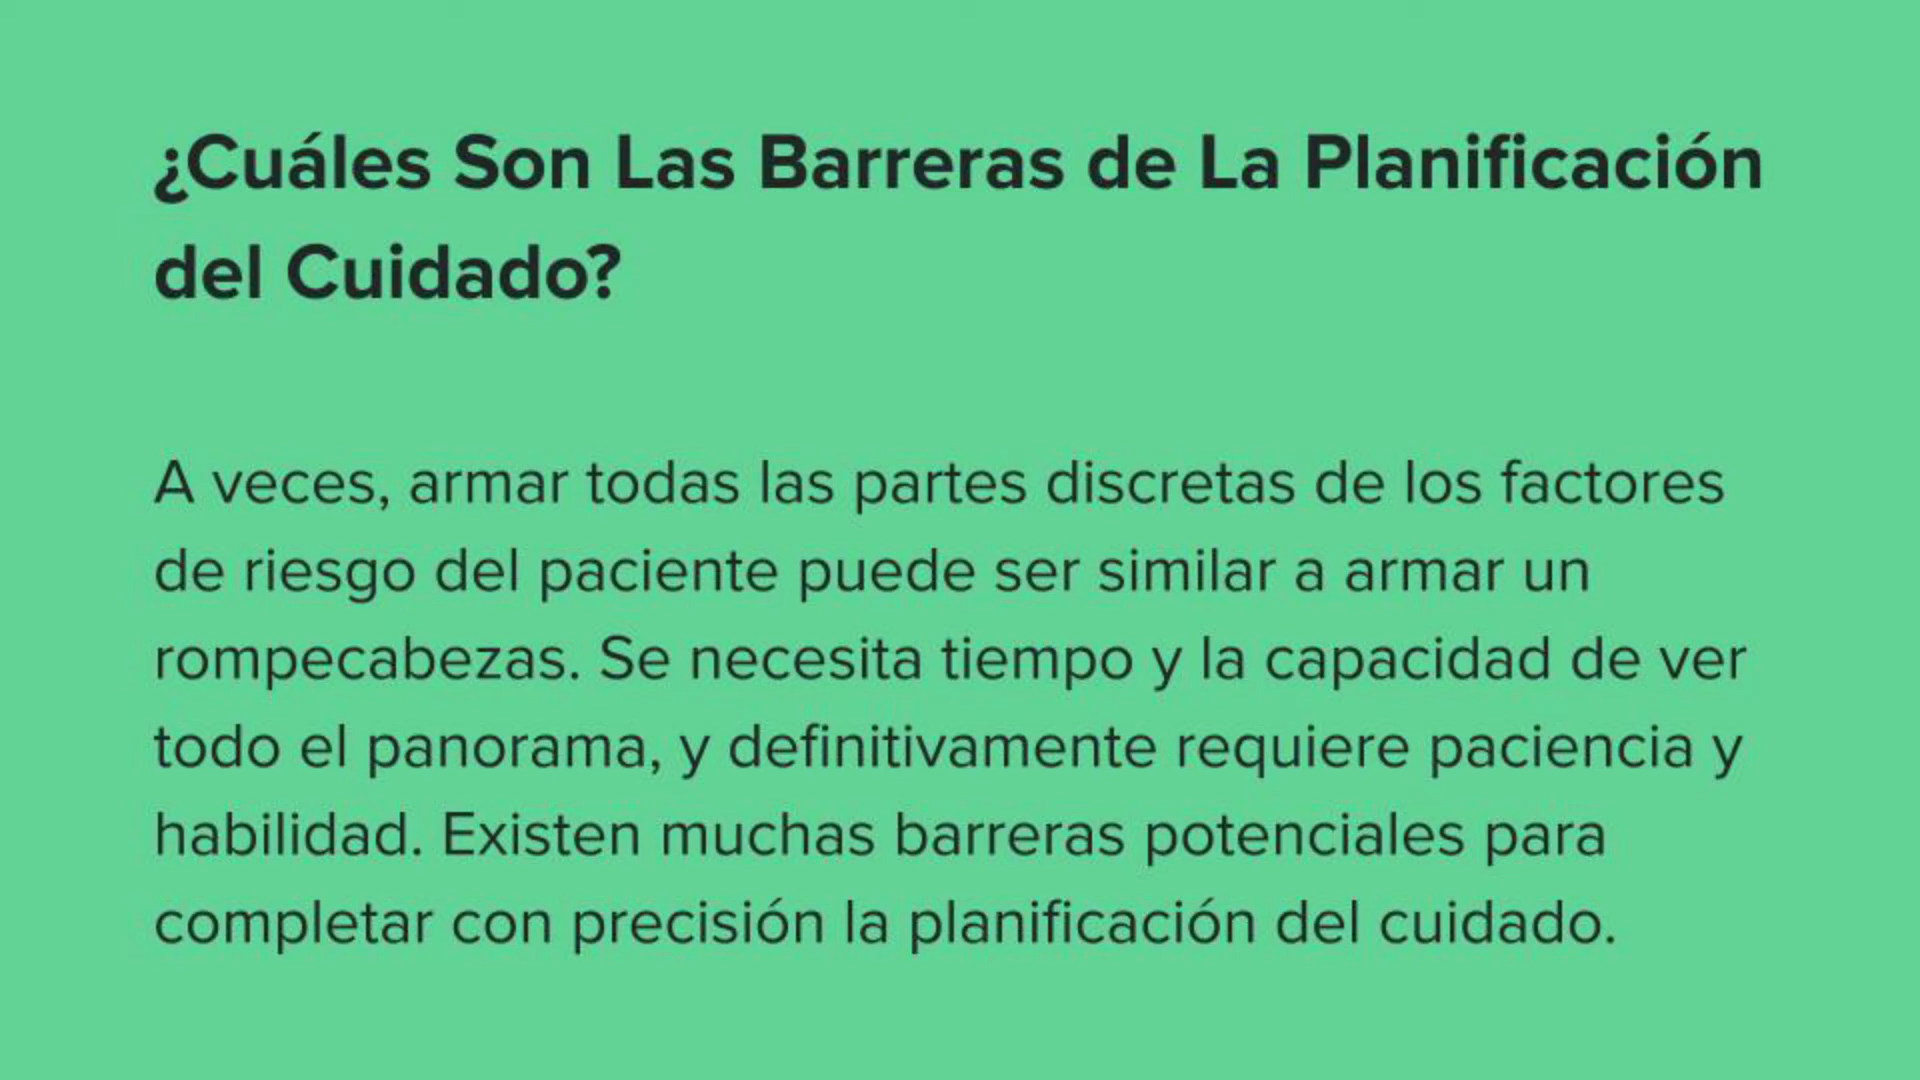 ¿Cuáles Son Las Barreras de La Planificación
del Cuidado?
A veces, armar todas las partes discretas de los factores
de riesgo del paciente puede ser similar a armar un
rompecabezas. Se necesita tiempo y la capacidad de ver
todo el panorama, y definitivamente requiere paciencia y
habilidad. Existen muchas barreras potenciales para
completar con precisión la planificación del cuidado.